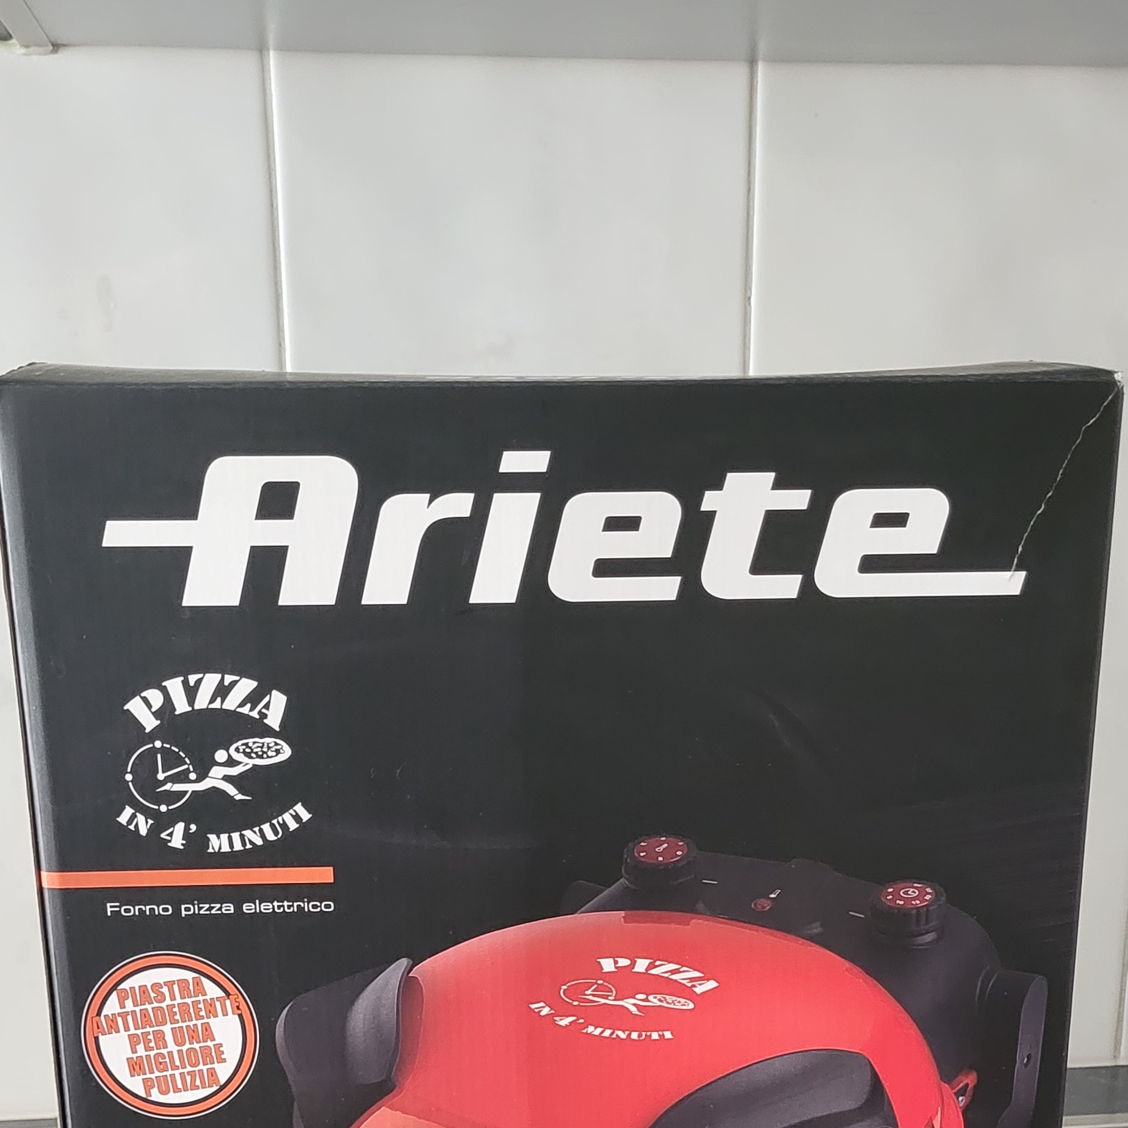 Ariete
PIZZA
IN 4' MINUTI
Forno pizza elettrico
PIASTRA
ANTIADERENTE
PER UNA
MIGLIORE
PULIZIA
PIZZA
IN 4' MINUTI